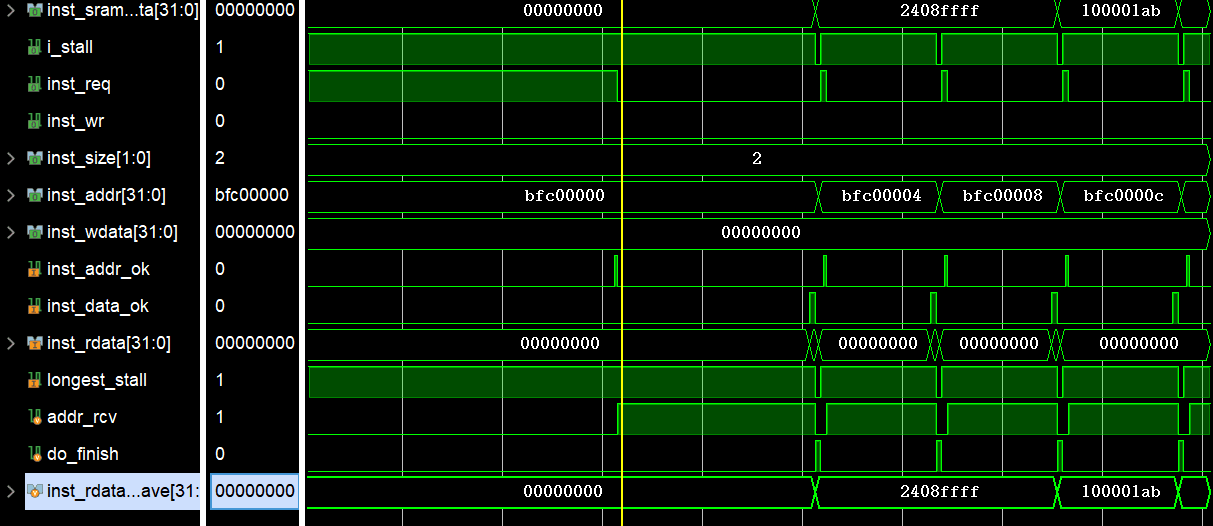 inst_sram...ta[31:0] 00000000 00000000 2408ffff 100001ab
i_stall 1
inst_req 0
inst_wr 0
inst_size[1:0] 2 2
inst_addr[31:0] bfc00000 bfc00000 bfc00004 bfc00008 bfc0000c
inst_wdata[31:0] 00000000 00000000
inst_addr_ok 0
inst_data_ok 0
inst_rdata[31:0] 00000000 00000000 00000000 00000000 00000000
longest_stall 1
addr_rcv 1
do_finish 0
inst_rdata...ave[31: 00000000 00000000 2408ffff 100001ab